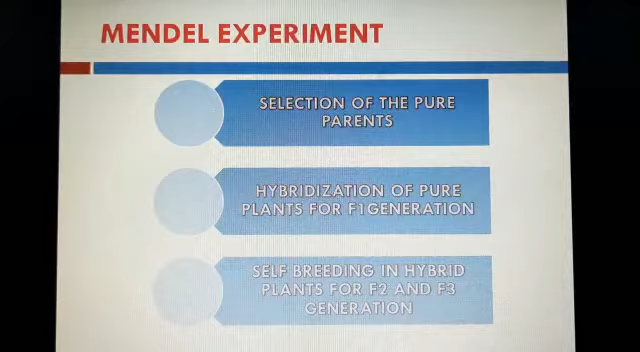 MENDEL EXPERIMENT
SELECTION OF THE PURE
PARENTS
HYBRIDIZATION OF PURE
PLANTS FOR F1GENERATION
SELF BREEDING IN HYBRID
PLANTS FOR F2 AND F3
GENERATION